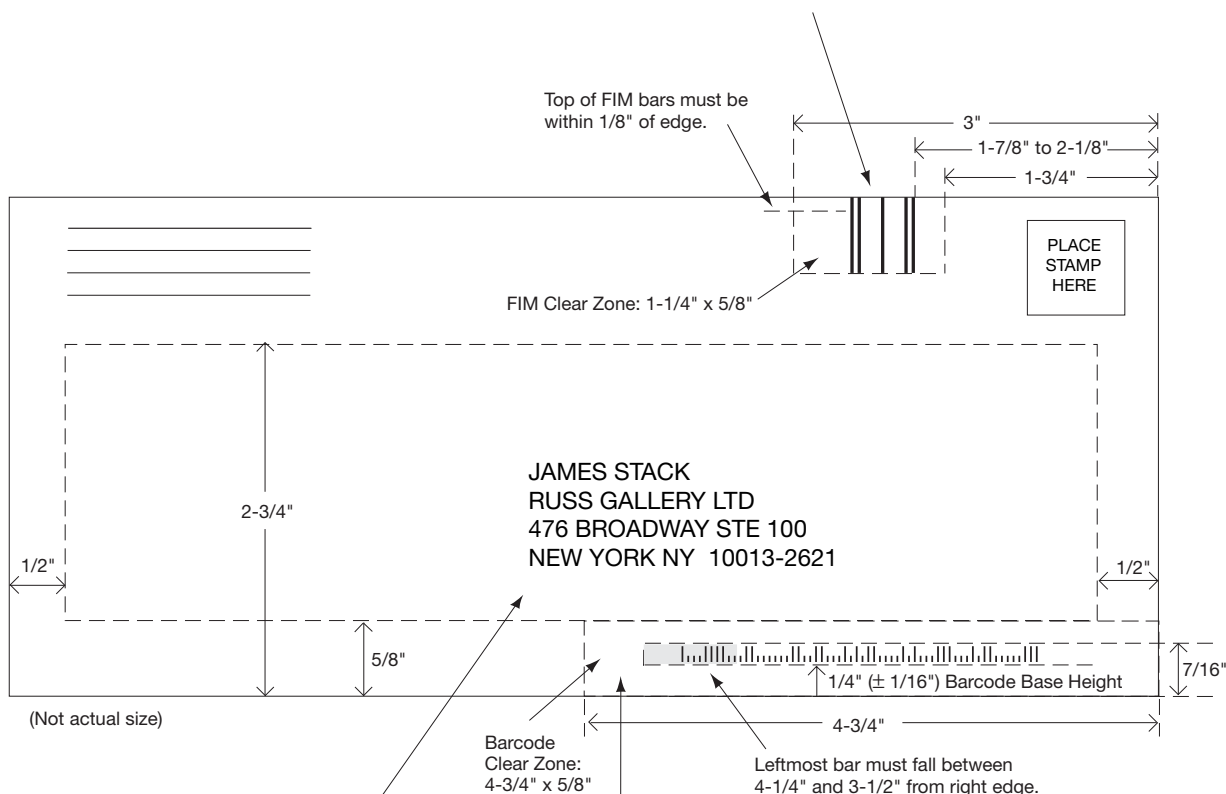 Top of FIM bars must be
within 1/8" of edge.
3"
1-7/8" to 2-1/8"
1-3/4"
PLACE
STAMP
HERE
FIM Clear Zone: 1-1/4" x 5/8"
JAMES STACK
RUSS GALLERY LTD
476 BROADWAY STE 100
NEW YORK NY  10013-2621
2-3/4"
1/2"
1/2"
5/8"
7/16"
1/4" (± 1/16") Barcode Base Height
(Not actual size)
4-3/4"
Barcode
Clear Zone:
4-3/4" x 5/8"
Leftmost bar must fall between
4-1/4" and 3-1/2" from right edge.